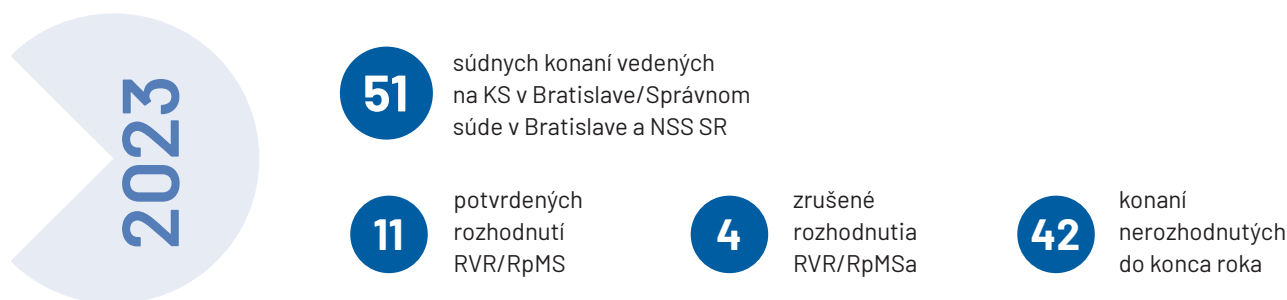 2023
51
súdnych konaní vedených
na KS v Bratislave/Správnom
súde v Bratislave a NSS SR
11
potvrdených
rozhodnutí
RVR/RpMS
4
zrušené
rozhodnutia
RVR/RpMSa
42
konaní
nerozhodnutých
do konca roka